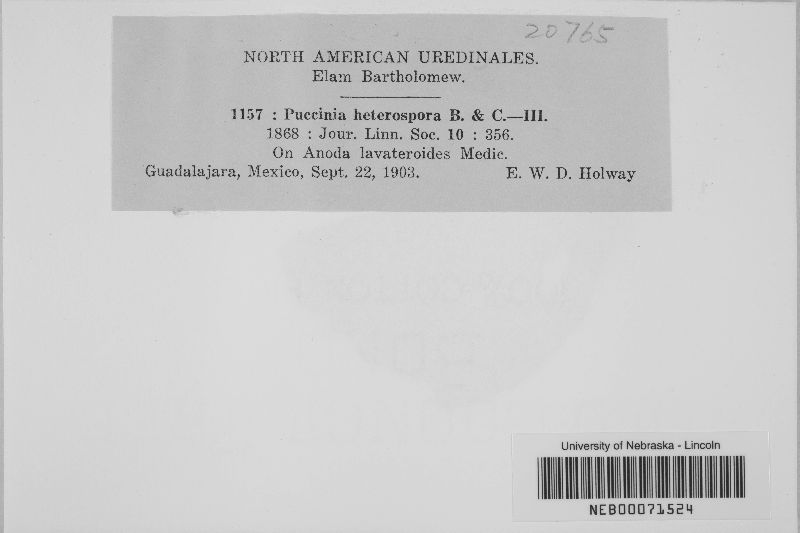 20765
NORTH AMERICAN UREDINALES.
Elam Bartholomew.
1157 : Puccinia heterospora B. & C.—III.
1868 : Jour. Linn. Soc. 10 : 356.
On Anoda lavateroides Medic.
Guadalajara, Mexico, Sept. 22, 1903. E. W. D. Holway
University of Nebraska - Lincoln
NEB00071524